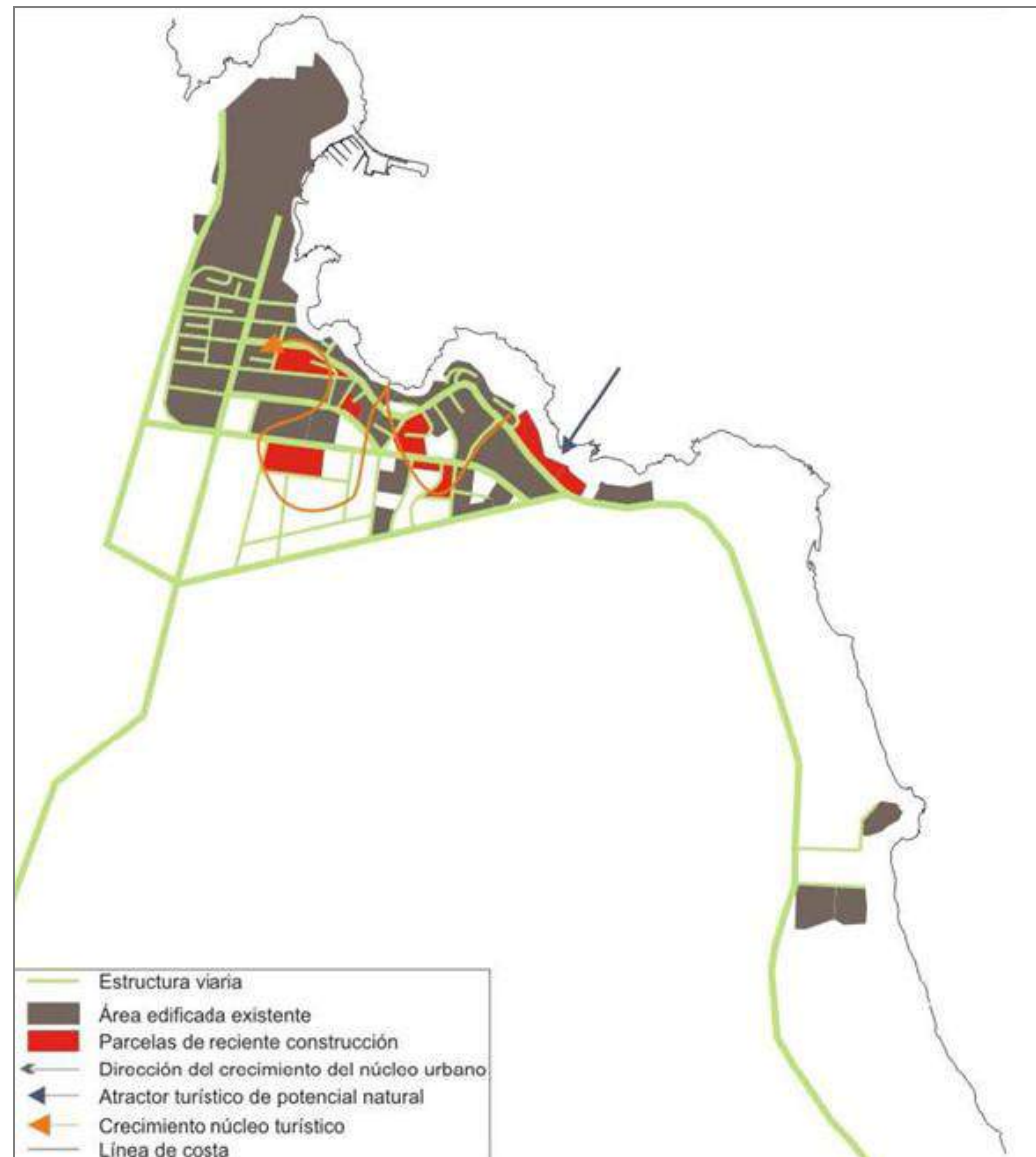 Estructura viaria
Área edificada existente
Parcelas de reciente construcción
Dirección del crecimiento del núcleo urbano
Atractor turístico de potencial natural
Crecimiento núcleo turístico
Línea de costa